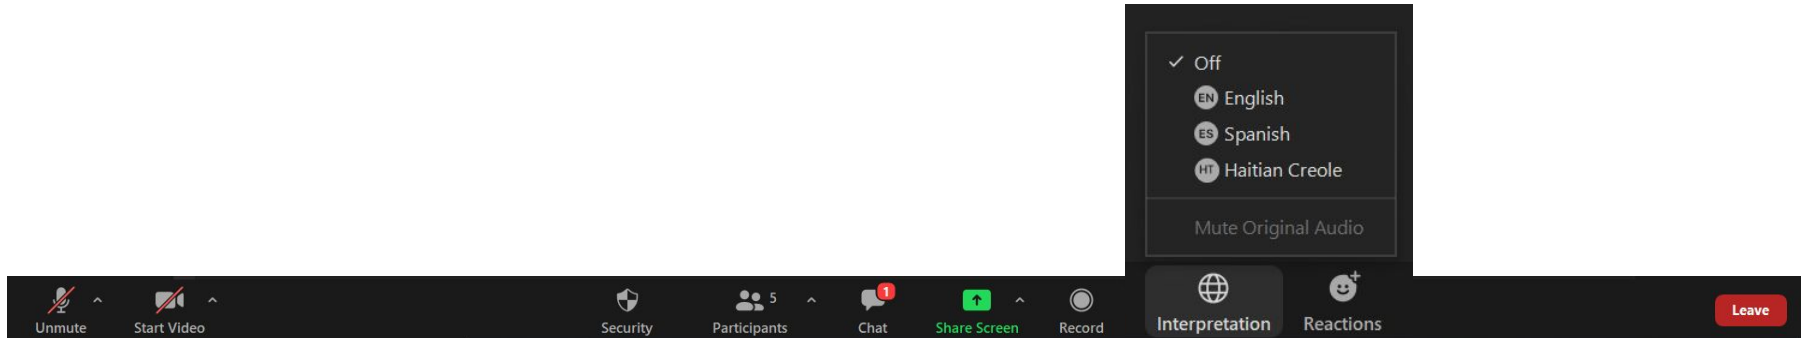 Off
EN English
ES Spanish
HT Haitian Creole
Mute Original Audio
5
1
Unmute
Start Video
Security
Participants
Chat
Share Screen
Record
Interpretation
Reactions
Leave